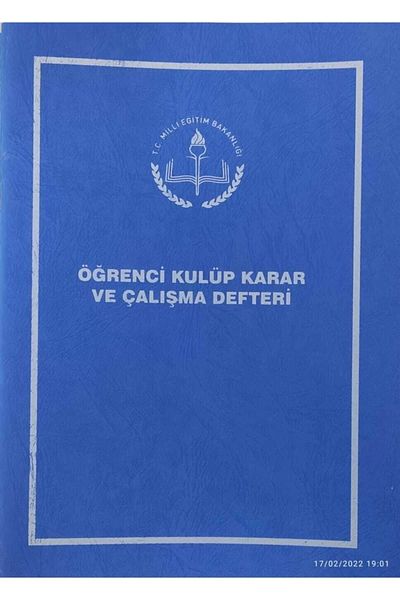 T.C. MİLLİ EĞİTİM BAKANLIĞI
ÖĞRENCİ KULÜP KARAR
VE ÇALIŞMA DEFTERİ
17/02/2022 19:01